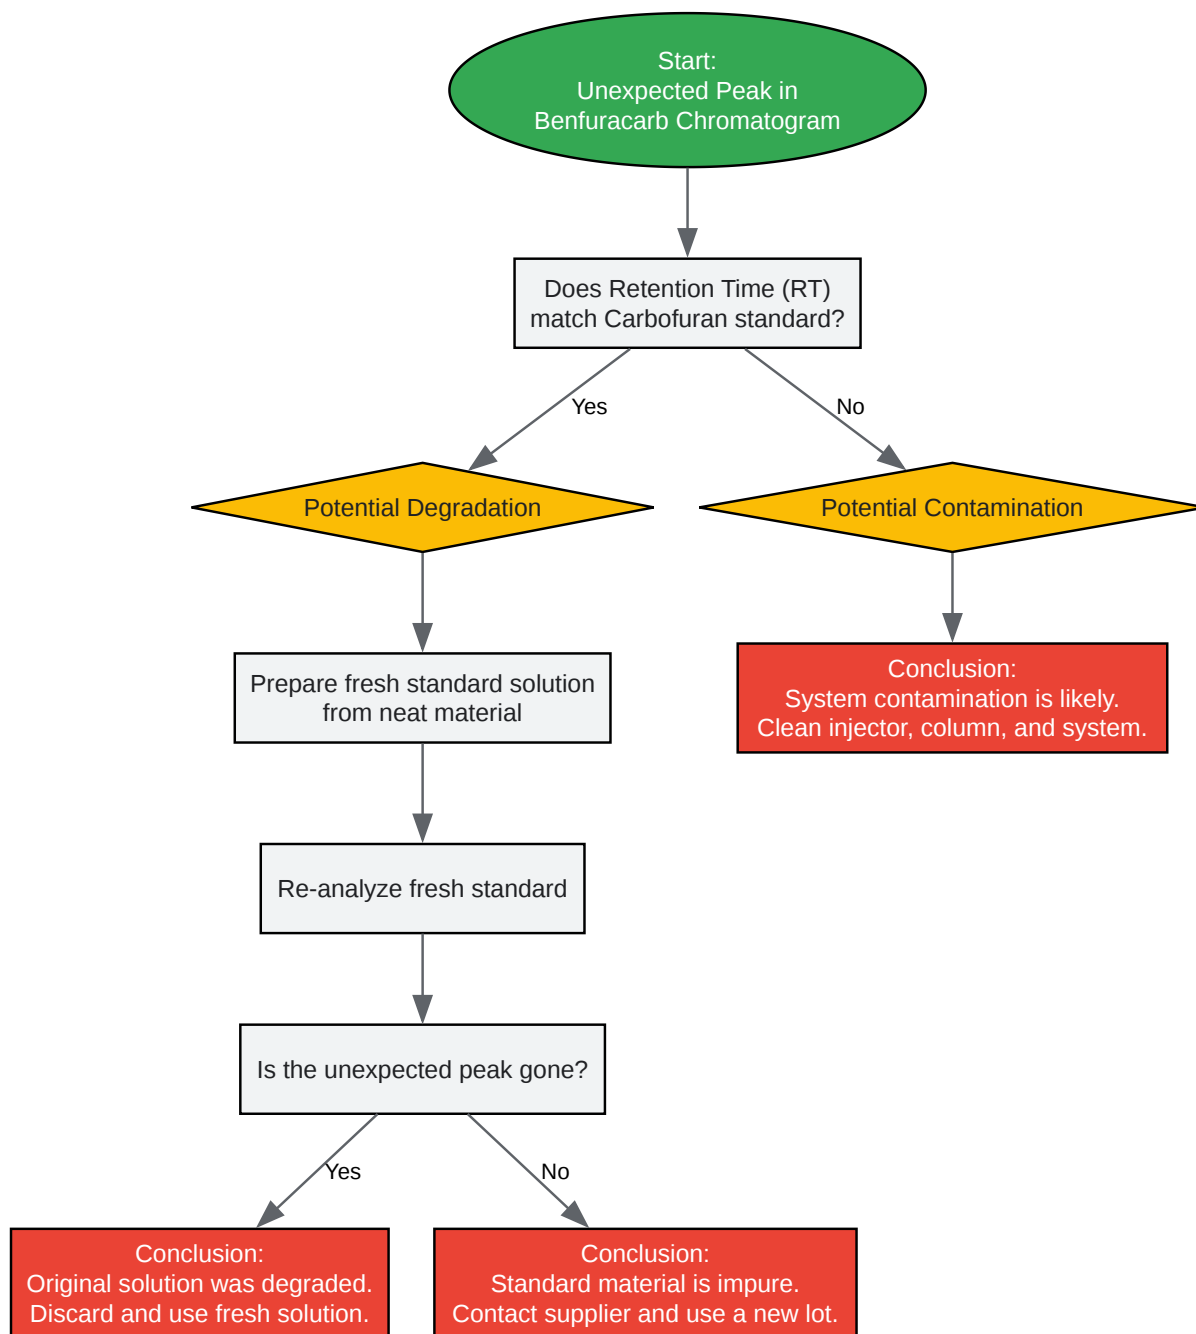 Start:
Unexpected Peak in
Benfuracarb Chromatogram
Does Retention Time (RT)
match Carbofuran standard?
Yes
No
Potential Degradation
Potential Contamination
Prepare fresh standard solution
from neat material
Conclusion:
System contamination is likely.
Clean injector, column, and system.
Re-analyze fresh standard
Is the unexpected peak gone?
Yes
No
Conclusion:
Original solution was degraded.
Discard and use fresh solution.
Conclusion:
Standard material is impure.
Contact supplier and use a new lot.